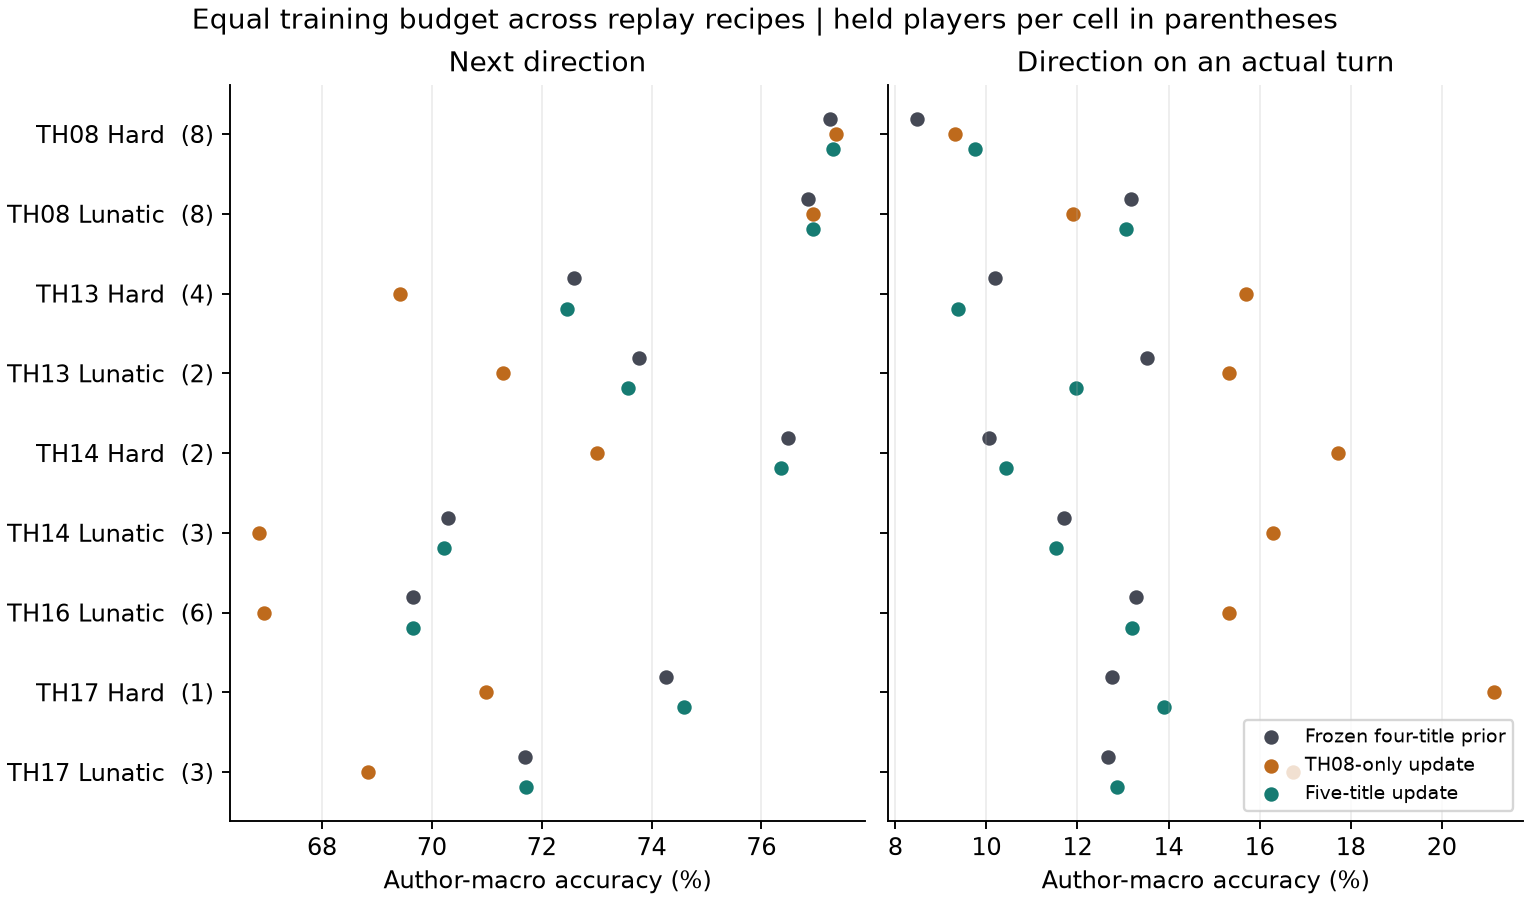 Equal training budget across replay recipes | held players per cell in parentheses
Next direction
Direction on an actual turn
TH08 Hard (8)
TH08 Lunatic (8)
TH13 Hard (4)
TH13 Lunatic (2)
TH14 Hard (2)
TH14 Lunatic (3)
TH16 Lunatic (6)
TH17 Hard (1)
TH17 Lunatic (3)
Frozen four-title prior
TH08-only update
Five-title update
68 70 72 74 76
8 10 12 14 16 18 20
Author-macro accuracy (%)
Author-macro accuracy (%)